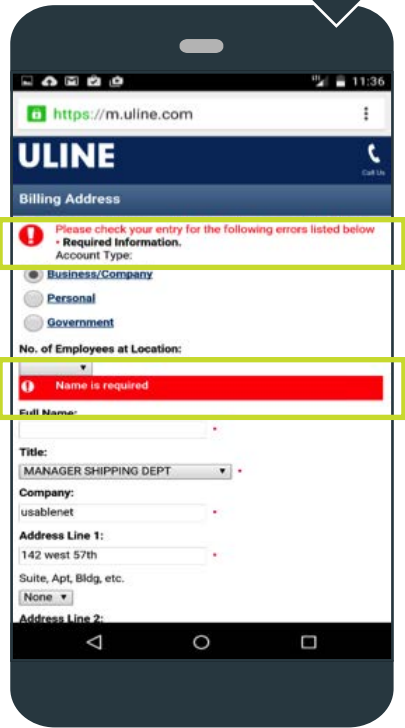 11:36
https://m.uline.com
ULINE
Call Us
Billing Address
Please check your entry for the following errors listed below
• Required Information.
Account Type:
Business/Company
Personal
Government
No. of Employees at Location:
Name is required
Full Name:
Title:
MANAGER SHIPPING DEPT
Company:
usablenet
Address Line 1:
142 west 57th
Suite, Apt, Bldg, etc.
None
Address Line 2: